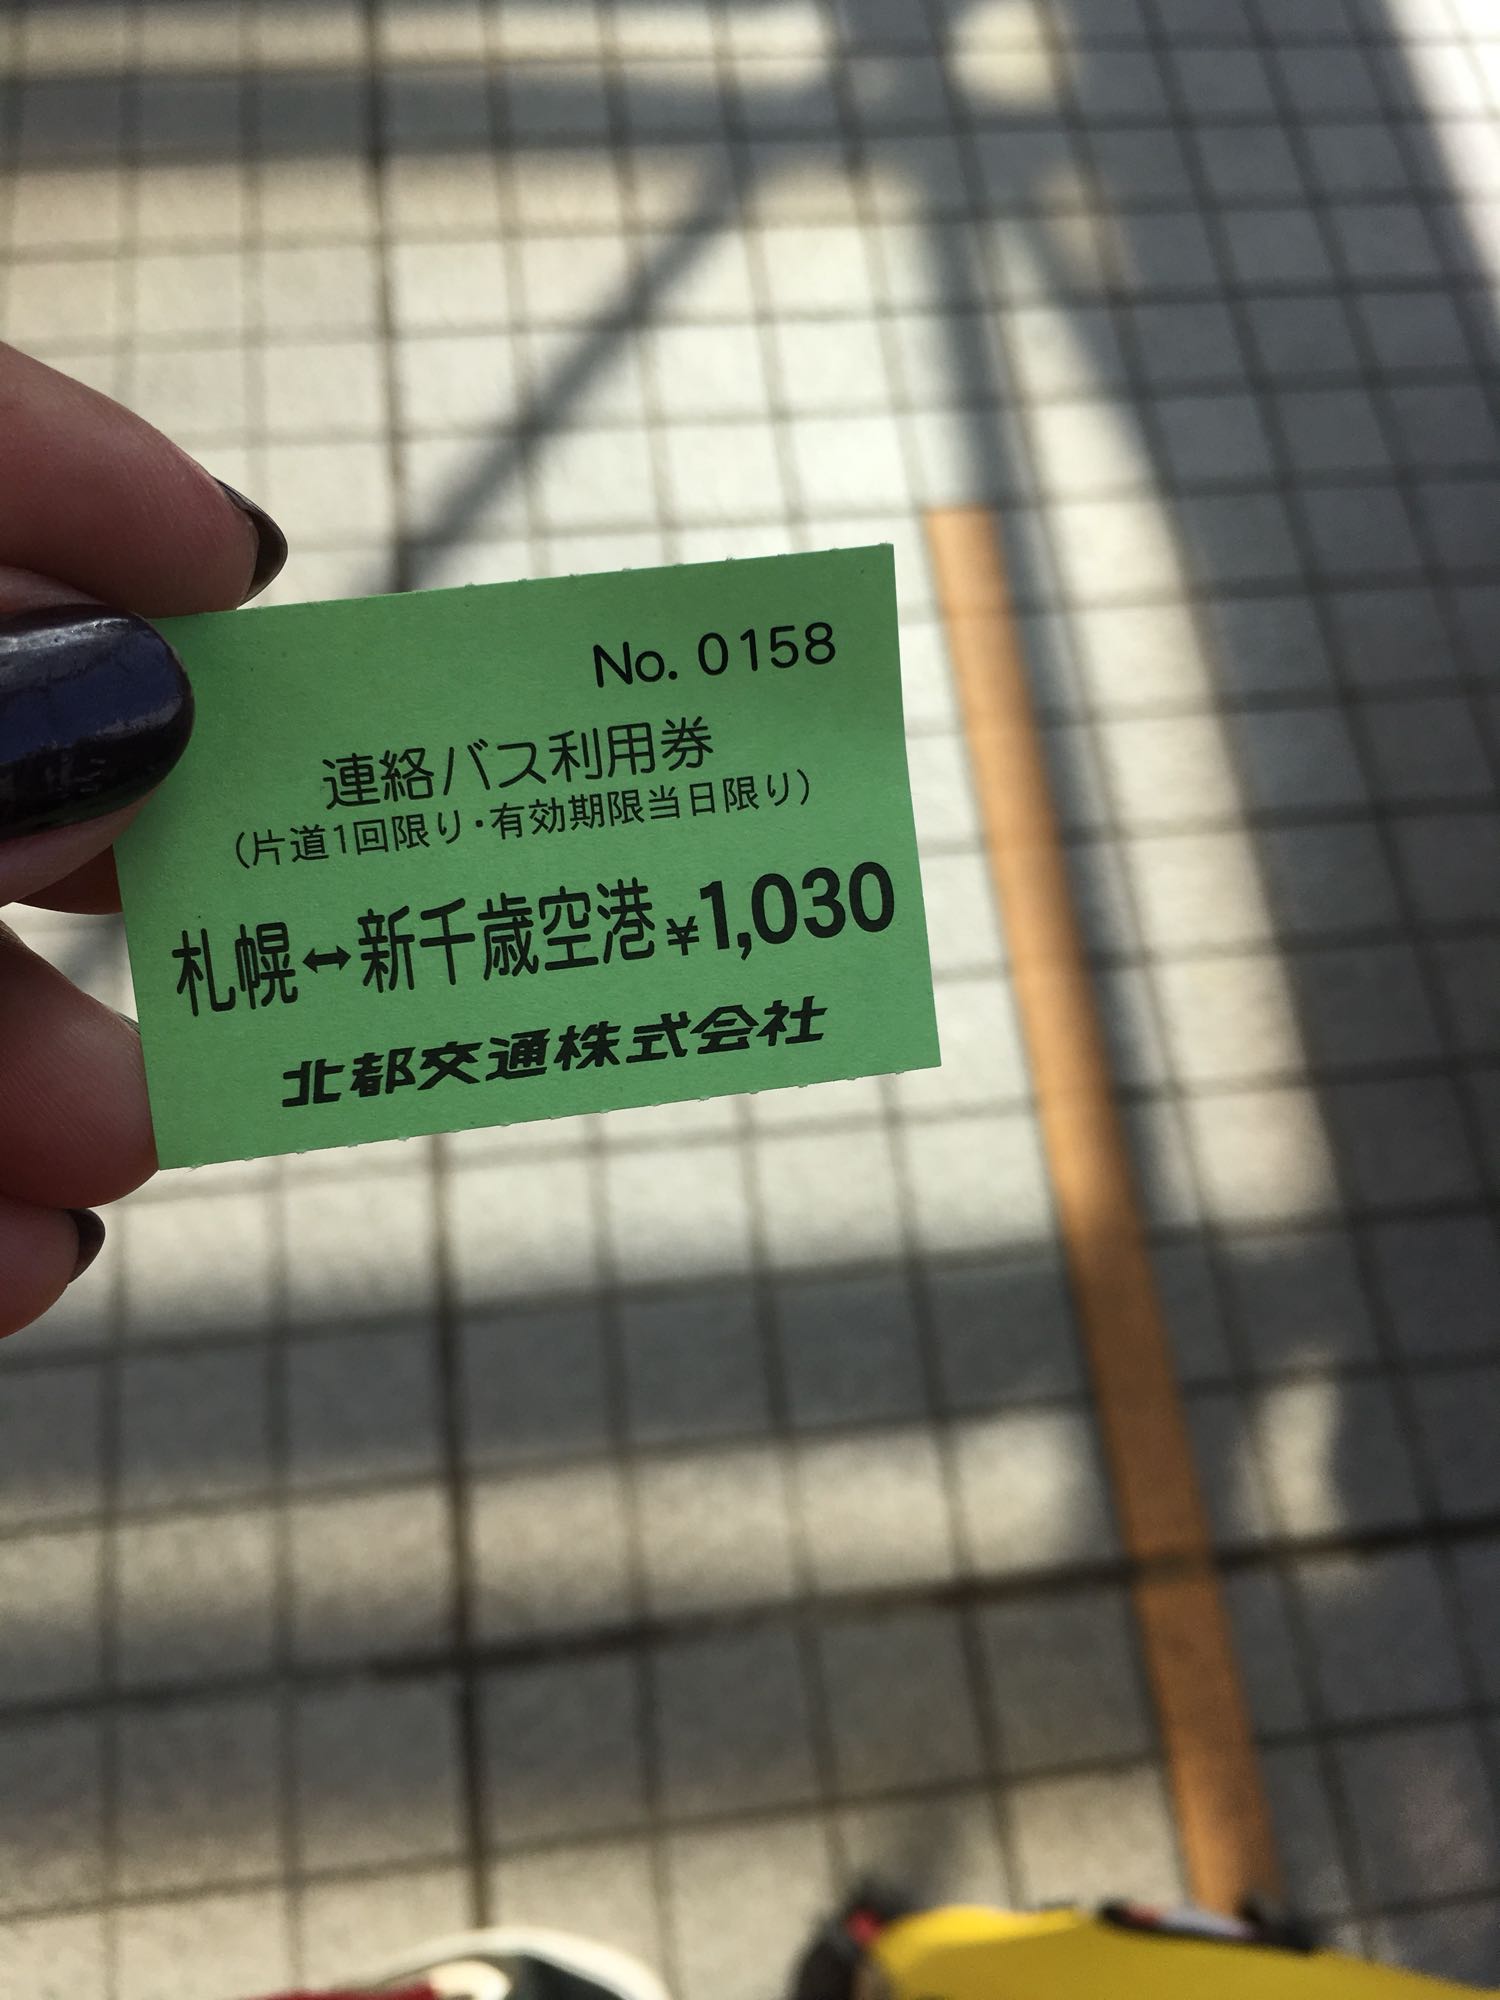 No. 0158
連絡バス利用券
（片道1回限り・有効期限当日限り）
札幌↔新千歳空港¥1,030
北都交通株式会社